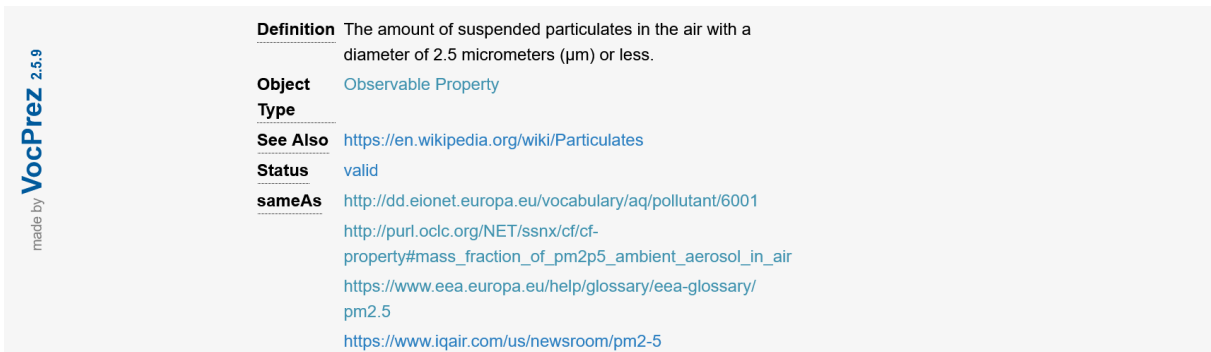 made by VocPrez 2.5.9
Definition The amount of suspended particulates in the air with a
diameter of 2.5 micrometers (µm) or less.
Object Observable Property
Type
See Also https://en.wikipedia.org/wiki/Particulates
Status valid
sameAs http://dd.eionet.europa.eu/vocabulary/aq/pollutant/6001
http://purl.oclc.org/NET/ssnx/cf/cf-
property#mass_fraction_of_pm2p5_ambient_aerosol_in_air
https://www.eea.europa.eu/help/glossary/eea-glossary/
pm2.5
https://www.iqair.com/us/newsroom/pm2-5